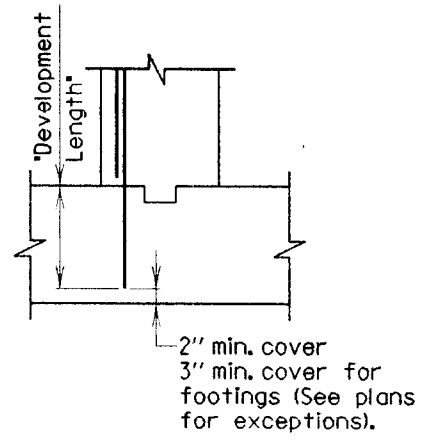 "Development
Length"
2" min. cover
3" min. cover for
footings (See plans
for exceptions).